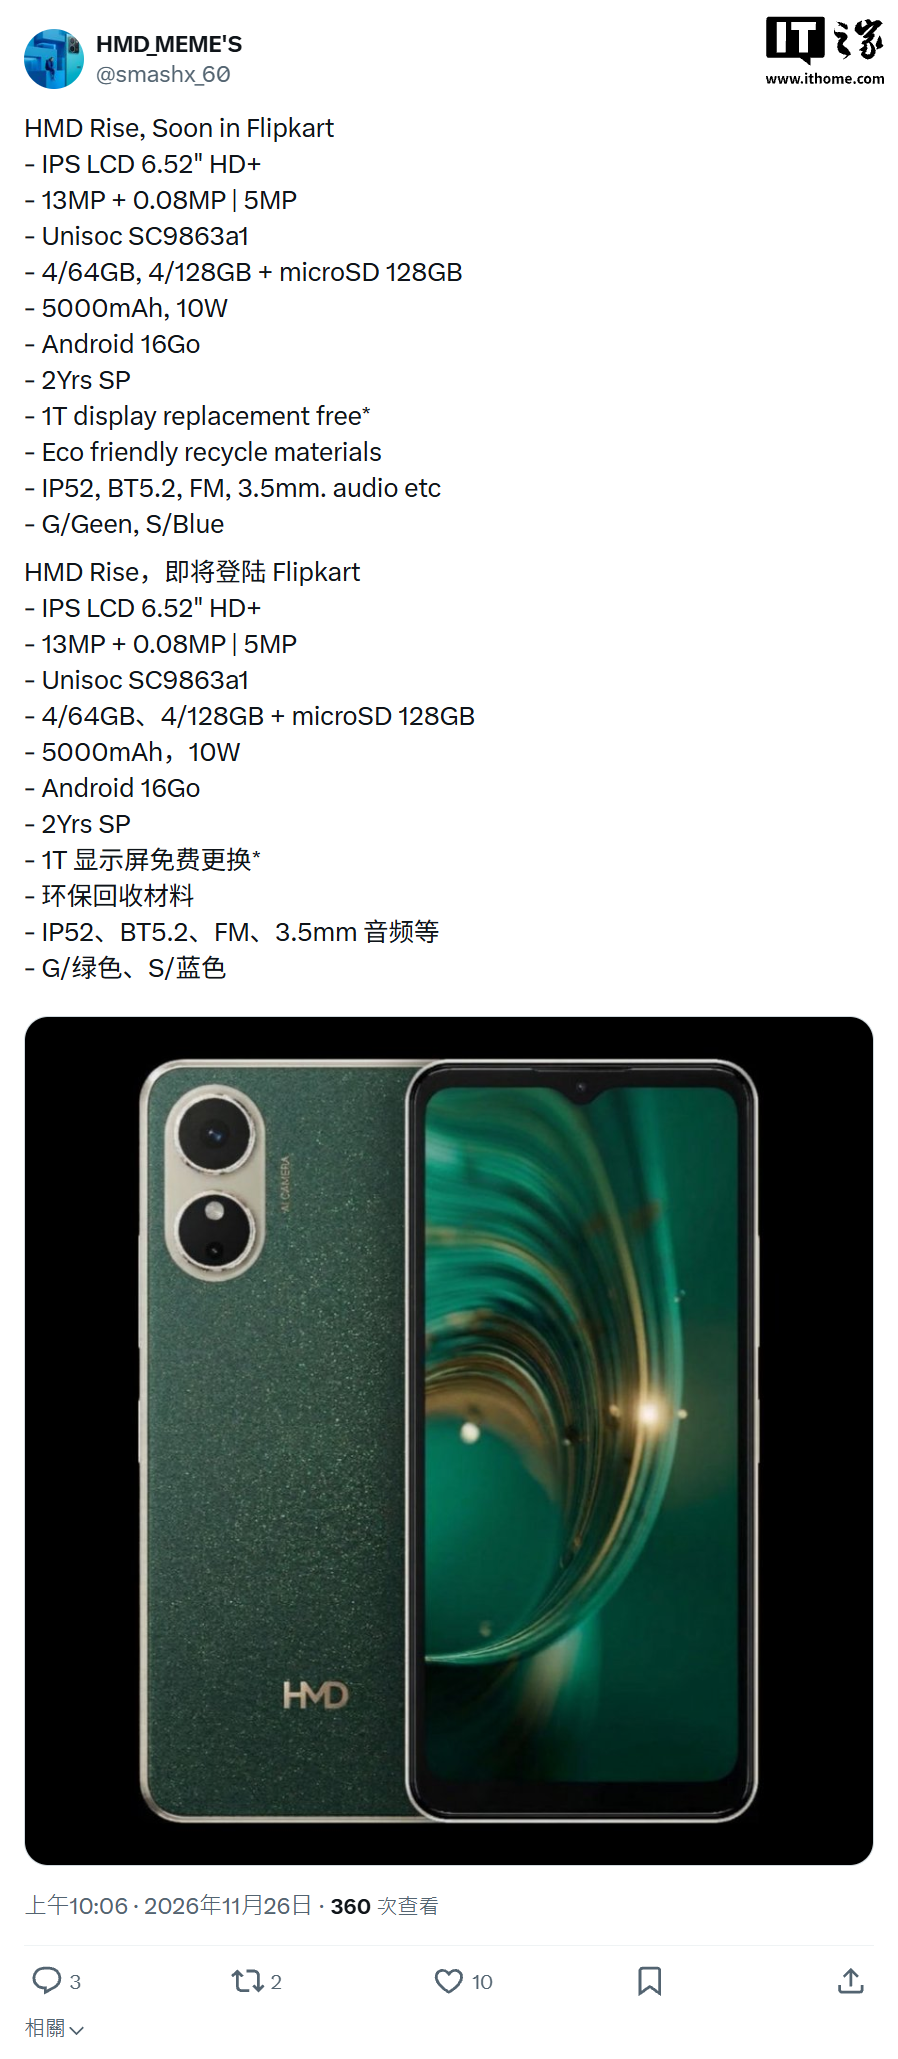 HMD_MEME'S
@smashx_60
IT之家
www.ithome.com
HMD Rise, Soon in Flipkart
- IPS LCD 6.52" HD+
- 13MP + 0.08MP | 5MP
- Unisoc SC9863a1
- 4/64GB, 4/128GB + microSD 128GB
- 5000mAh, 10W
- Android 16Go
- 2Yrs SP
- 1T display replacement free*
- Eco friendly recycle materials
- IP52, BT5.2, FM, 3.5mm. audio etc
- G/Geen, S/Blue
HMD Rise，即将登陆 Flipkart
- IPS LCD 6.52" HD+
- 13MP + 0.08MP | 5MP
- Unisoc SC9863a1
- 4/64GB、4/128GB + microSD 128GB
- 5000mAh，10W
- Android 16Go
- 2Yrs SP
- 1T 显示屏免费更换*
- 环保回收材料
- IP52、BT5.2、FM、3.5mm 音频等
- G/绿色、S/蓝色
AI CAMERA
HMD
上午10:06 · 2026年11月26日 · 360 次查看
3 2 10
相關